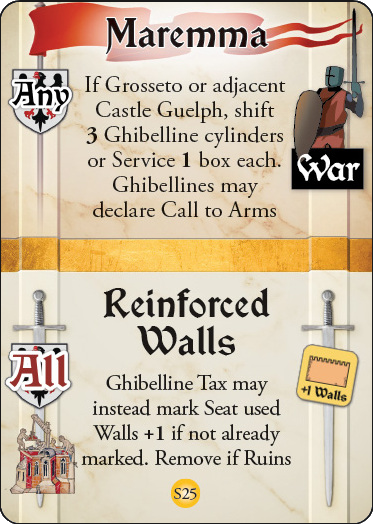 Maremma
Any
If Grosseto or adjacent
Castle Guelph, shift
3 Ghibelline cylinders
or Service 1 box each.
Ghibellines may
declare Call to Arms
War
Reinforced
Walls
All
Ghibelline Tax may
instead mark Seat used
Walls +1 if not already
marked. Remove if Ruins
+1 Walls
S25